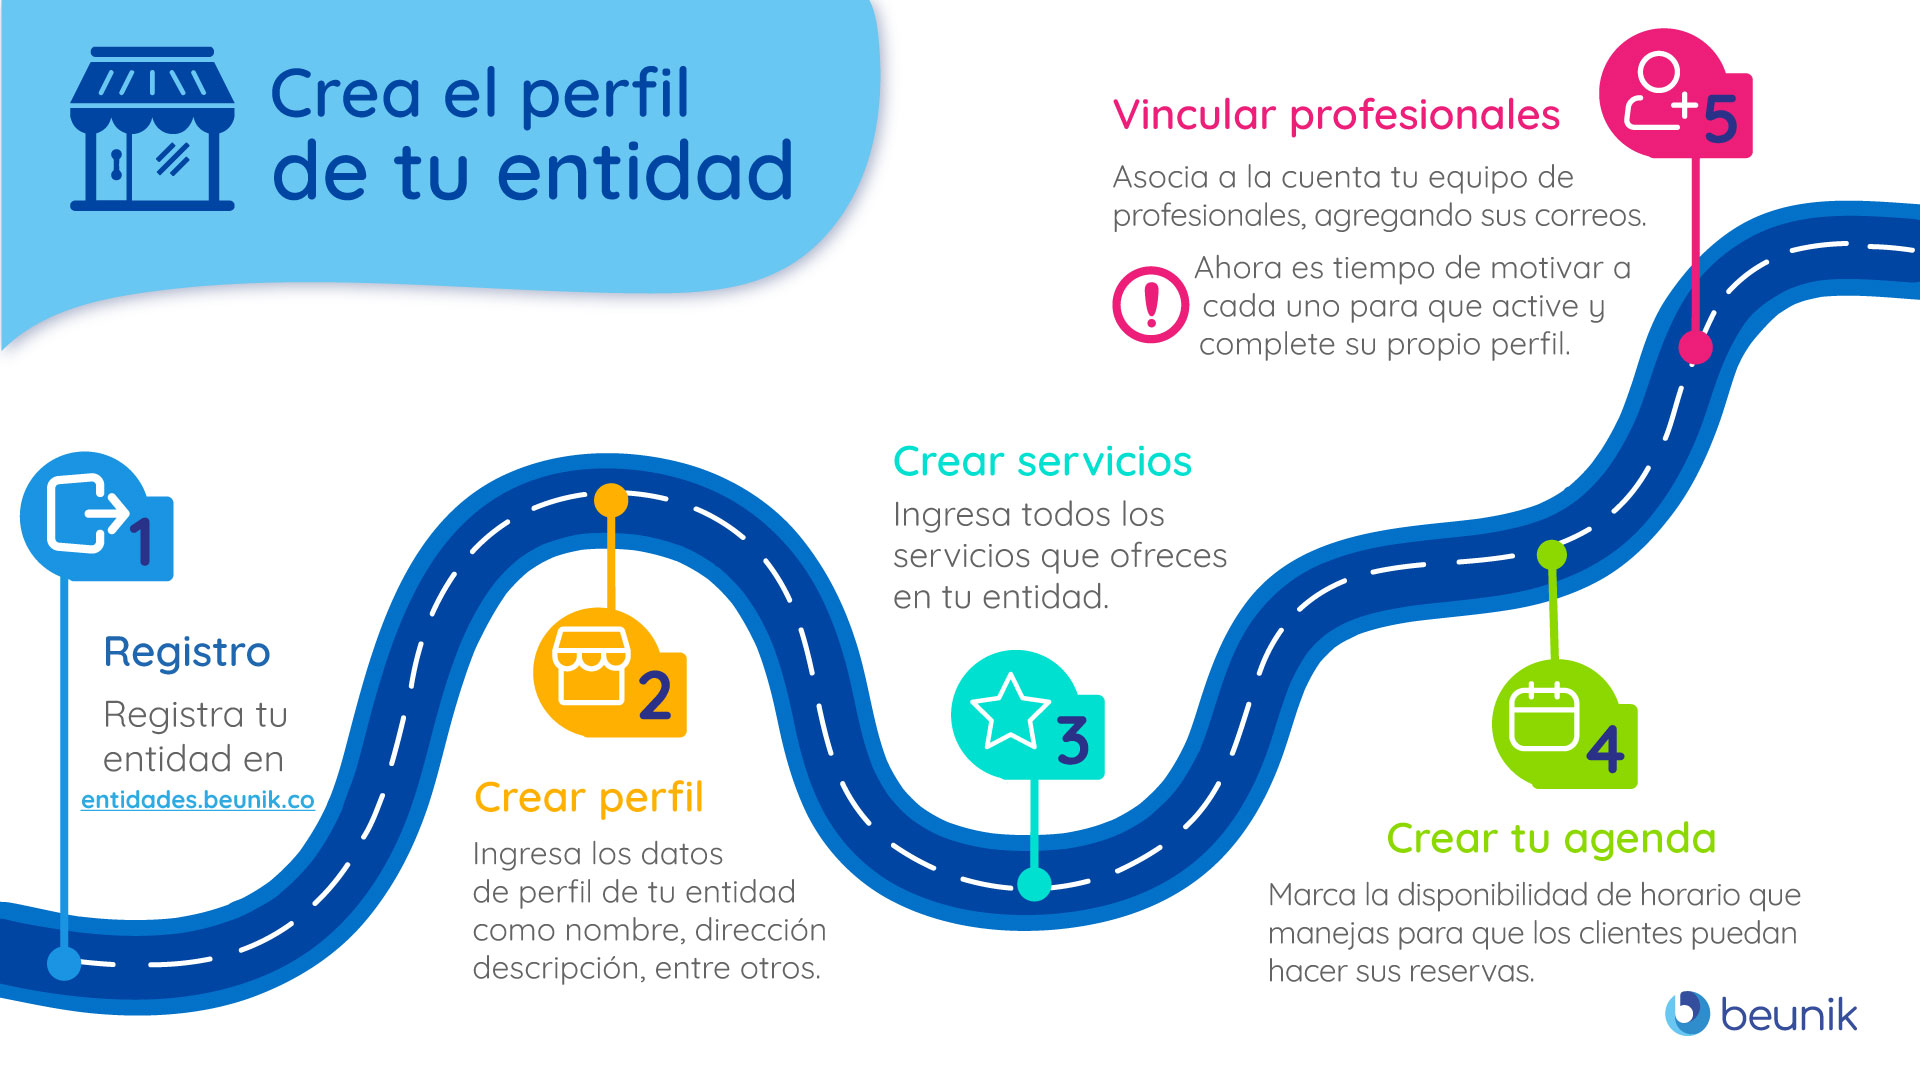 Crea el perfil
de tu entidad
1
Registro
Registra tu
entidad en
entidades.beunik.co
2
Crear perfil
Ingresa los datos
de perfil de tu entidad
como nombre, dirección
descripción, entre otros.
Crear servicios
Ingresa todos los
servicios que ofreces
en tu entidad.
3
4
Crear tu agenda
Marca la disponibilidad de horario que
manejas para que los clientes puedan
hacer sus reservas.
Vincular profesionales
5
Asocia a la cuenta tu equipo de
profesionales, agregando sus correos.
Ahora es tiempo de motivar a
cada uno para que active y
complete su propio perfil.
beunik